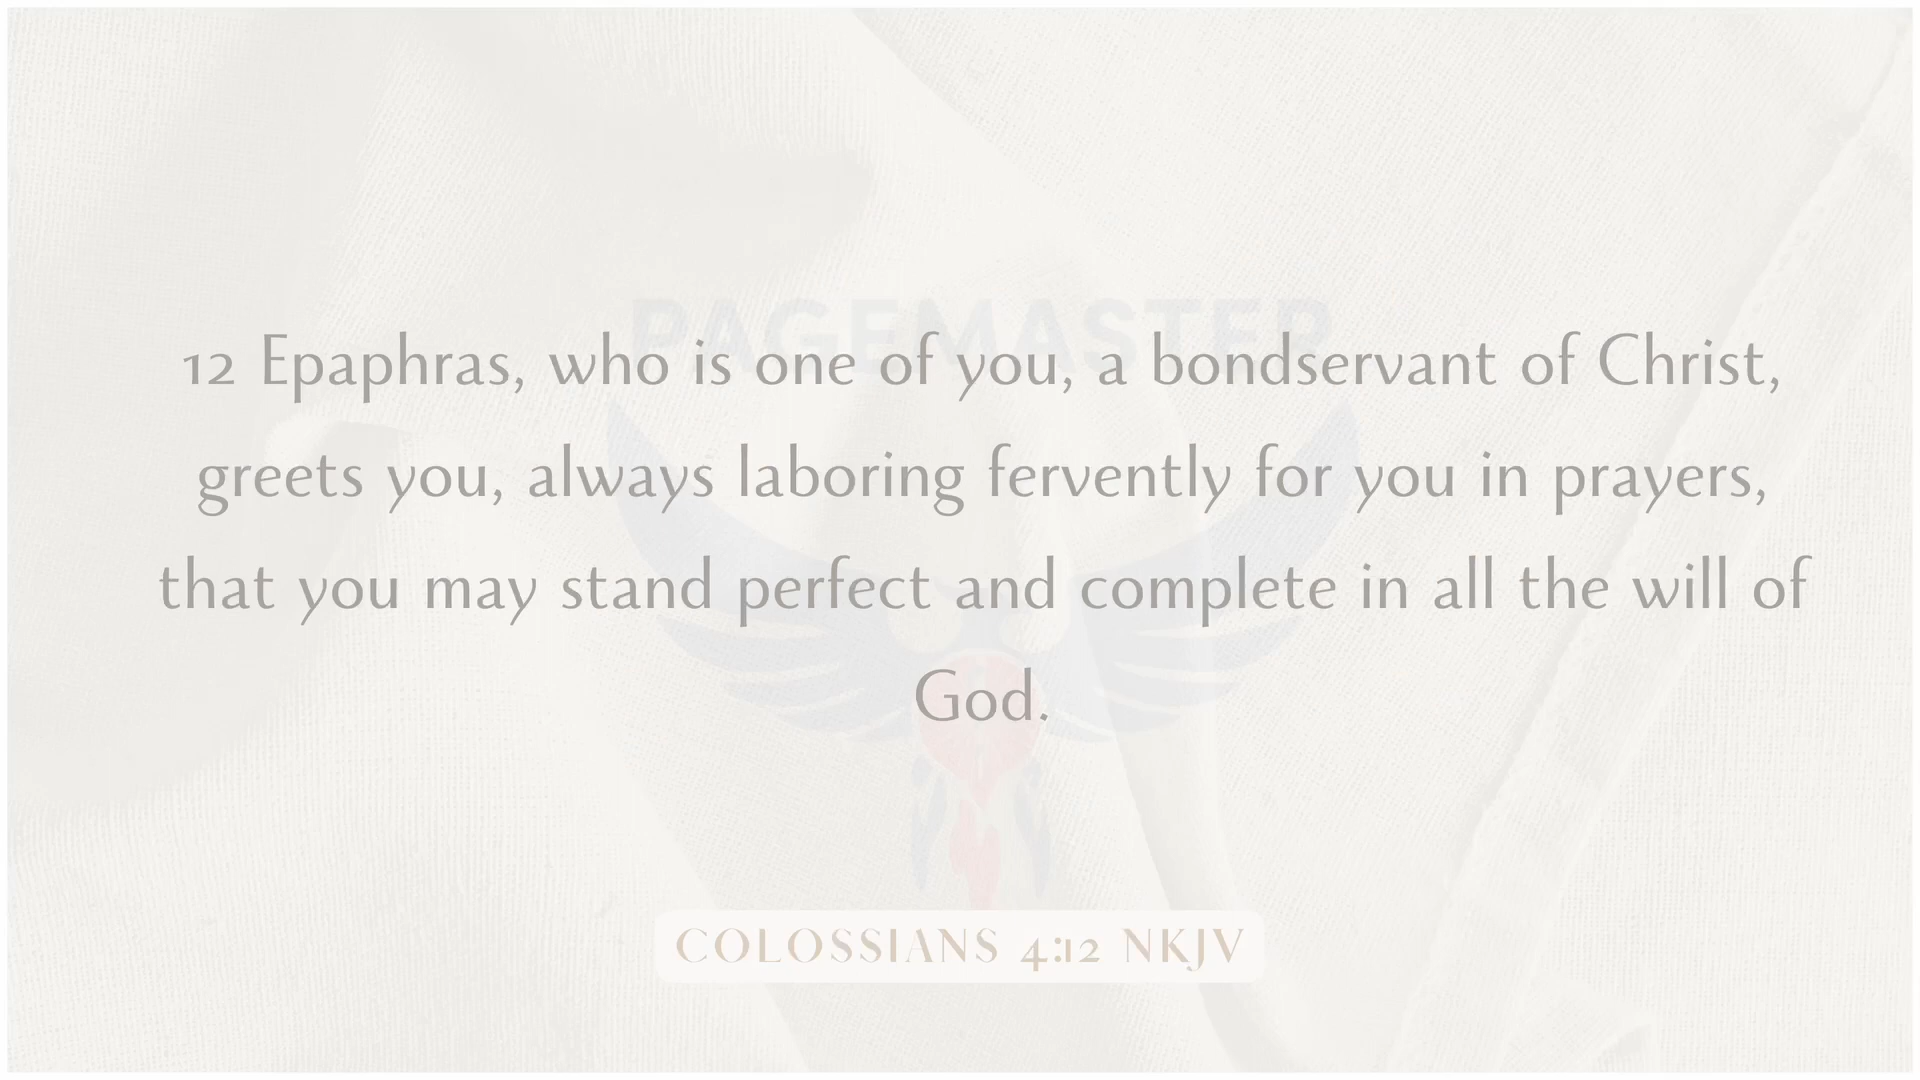 PAGEMASTER
12 Epaphras, who is one of you, a bondservant of Christ,
greets you, always laboring fervently for you in prayers,
that you may stand perfect and complete in all the will of
God.
COLOSSIANS 4:12 NKJV